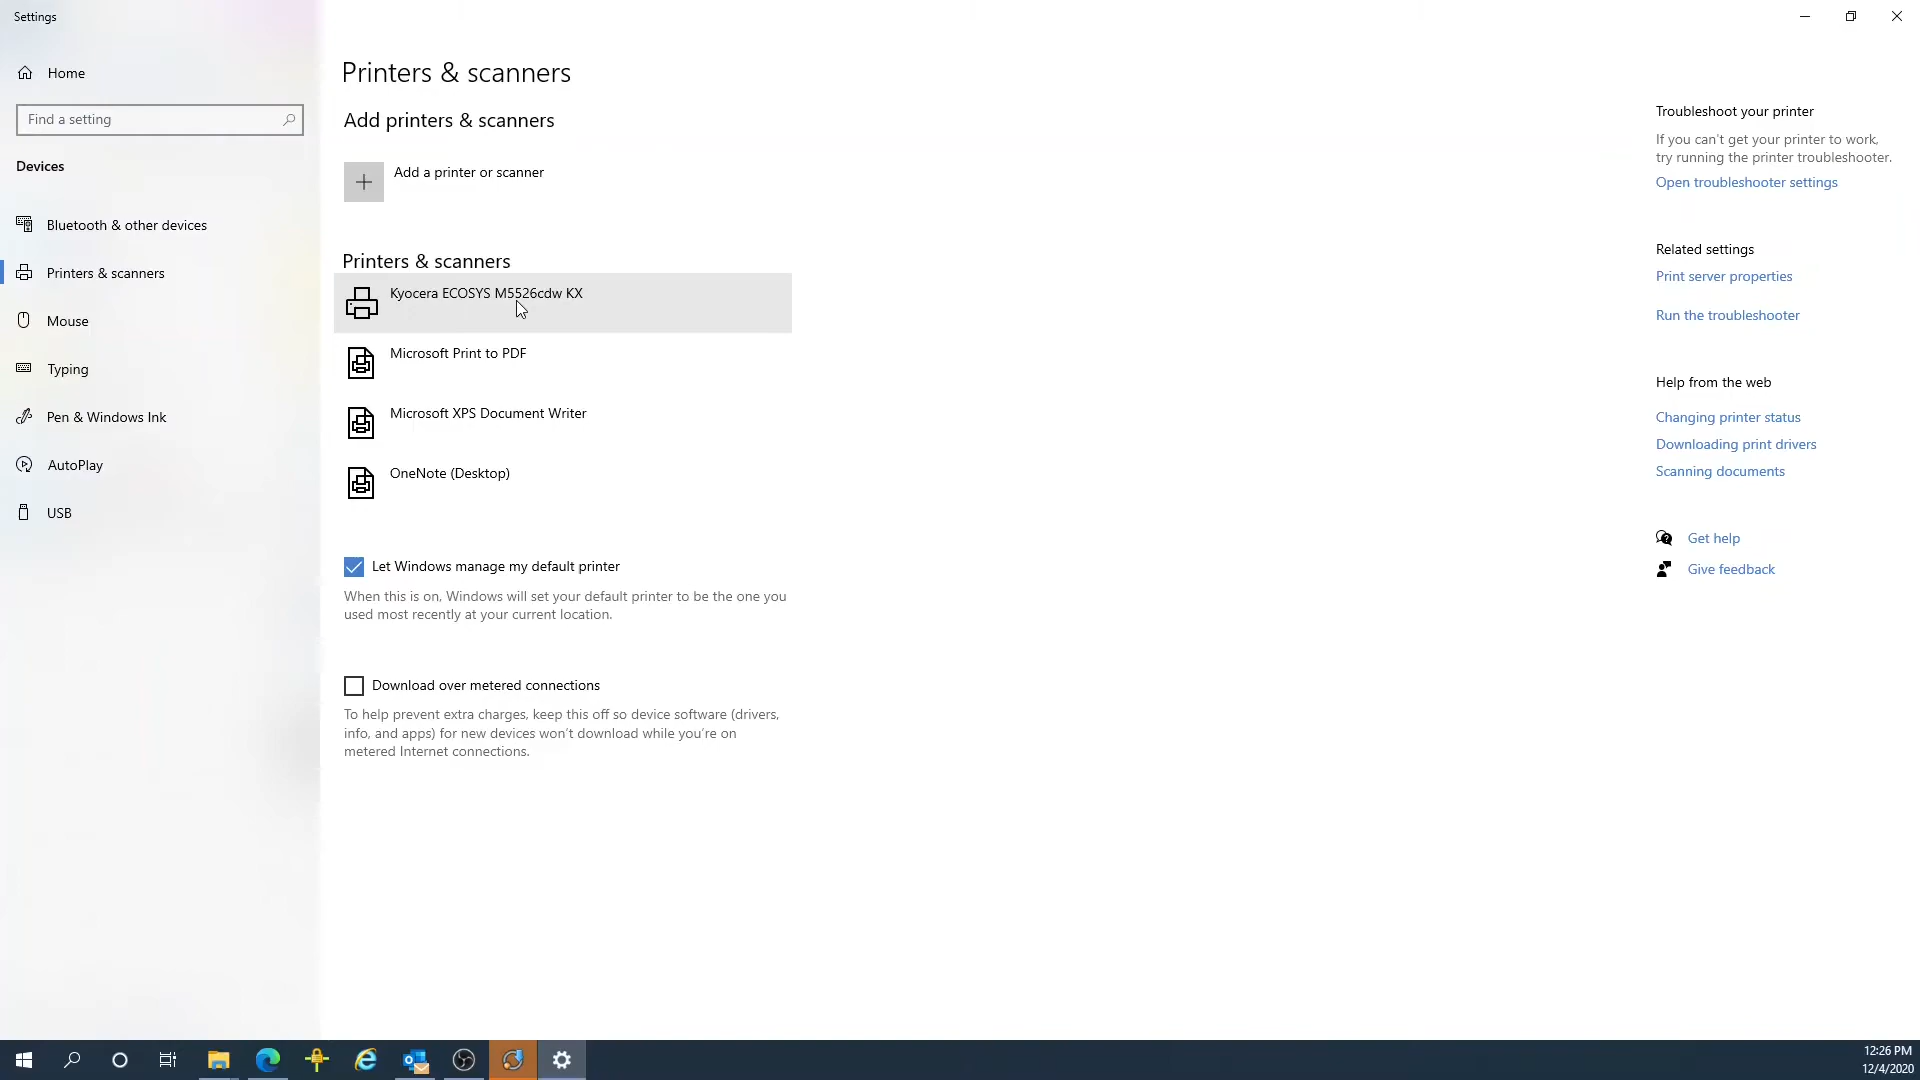 Settings
Home
Find a setting
Devices
Bluetooth & other devices
Printers & scanners
Mouse
Typing
Pen & Windows Ink
AutoPlay
USB
Printers & scanners
Add printers & scanners
Add a printer or scanner
Printers & scanners
Kyocera ECOSYS M5526cdw KX
Microsoft Print to PDF
Microsoft XPS Document Writer
OneNote (Desktop)
Let Windows manage my default printer
When this is on, Windows will set your default printer to be the one you
used most recently at your current location.
Download over metered connections
To help prevent extra charges, keep this off so device software (drivers,
info, and apps) for new devices won't download while you're on
metered Internet connections.
Troubleshoot your printer
If you can't get your printer to work,
try running the printer troubleshooter.
Open troubleshooter settings
Related settings
Print server properties
Run the troubleshooter
Help from the web
Changing printer status
Downloading print drivers
Scanning documents
Get help
Give feedback
12:26 PM
12/4/2020